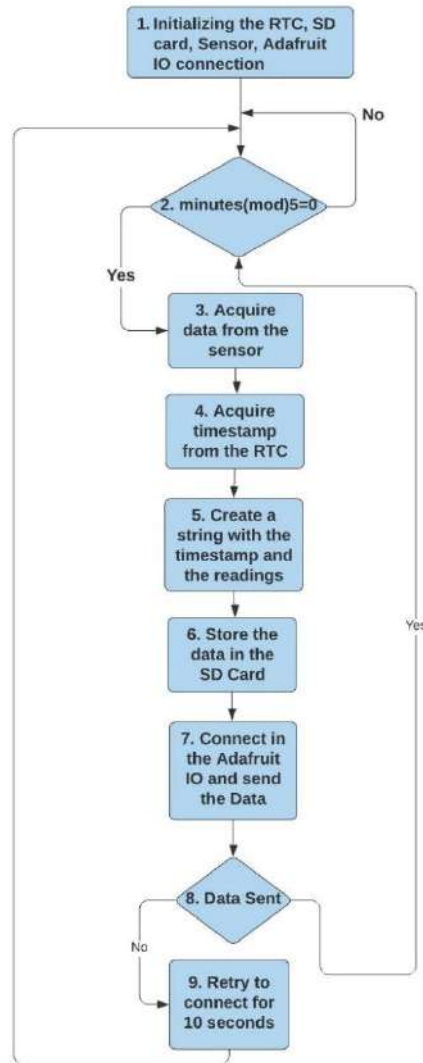 1. Initializing the RTC, SD
card, Sensor, Adafruit
IO connection
No
2. minutes(mod)5=0
Yes
3. Acquire
data from the
sensor
4. Acquire
timestamp
from the RTC
5. Create a
string with the
timestamp and
the readings
6. Store the
data in the
SD Card
Yes
7. Connect in
the Adafruit
IO and send
the Data
8. Data Sent
No
9. Retry to
connect for
10 seconds